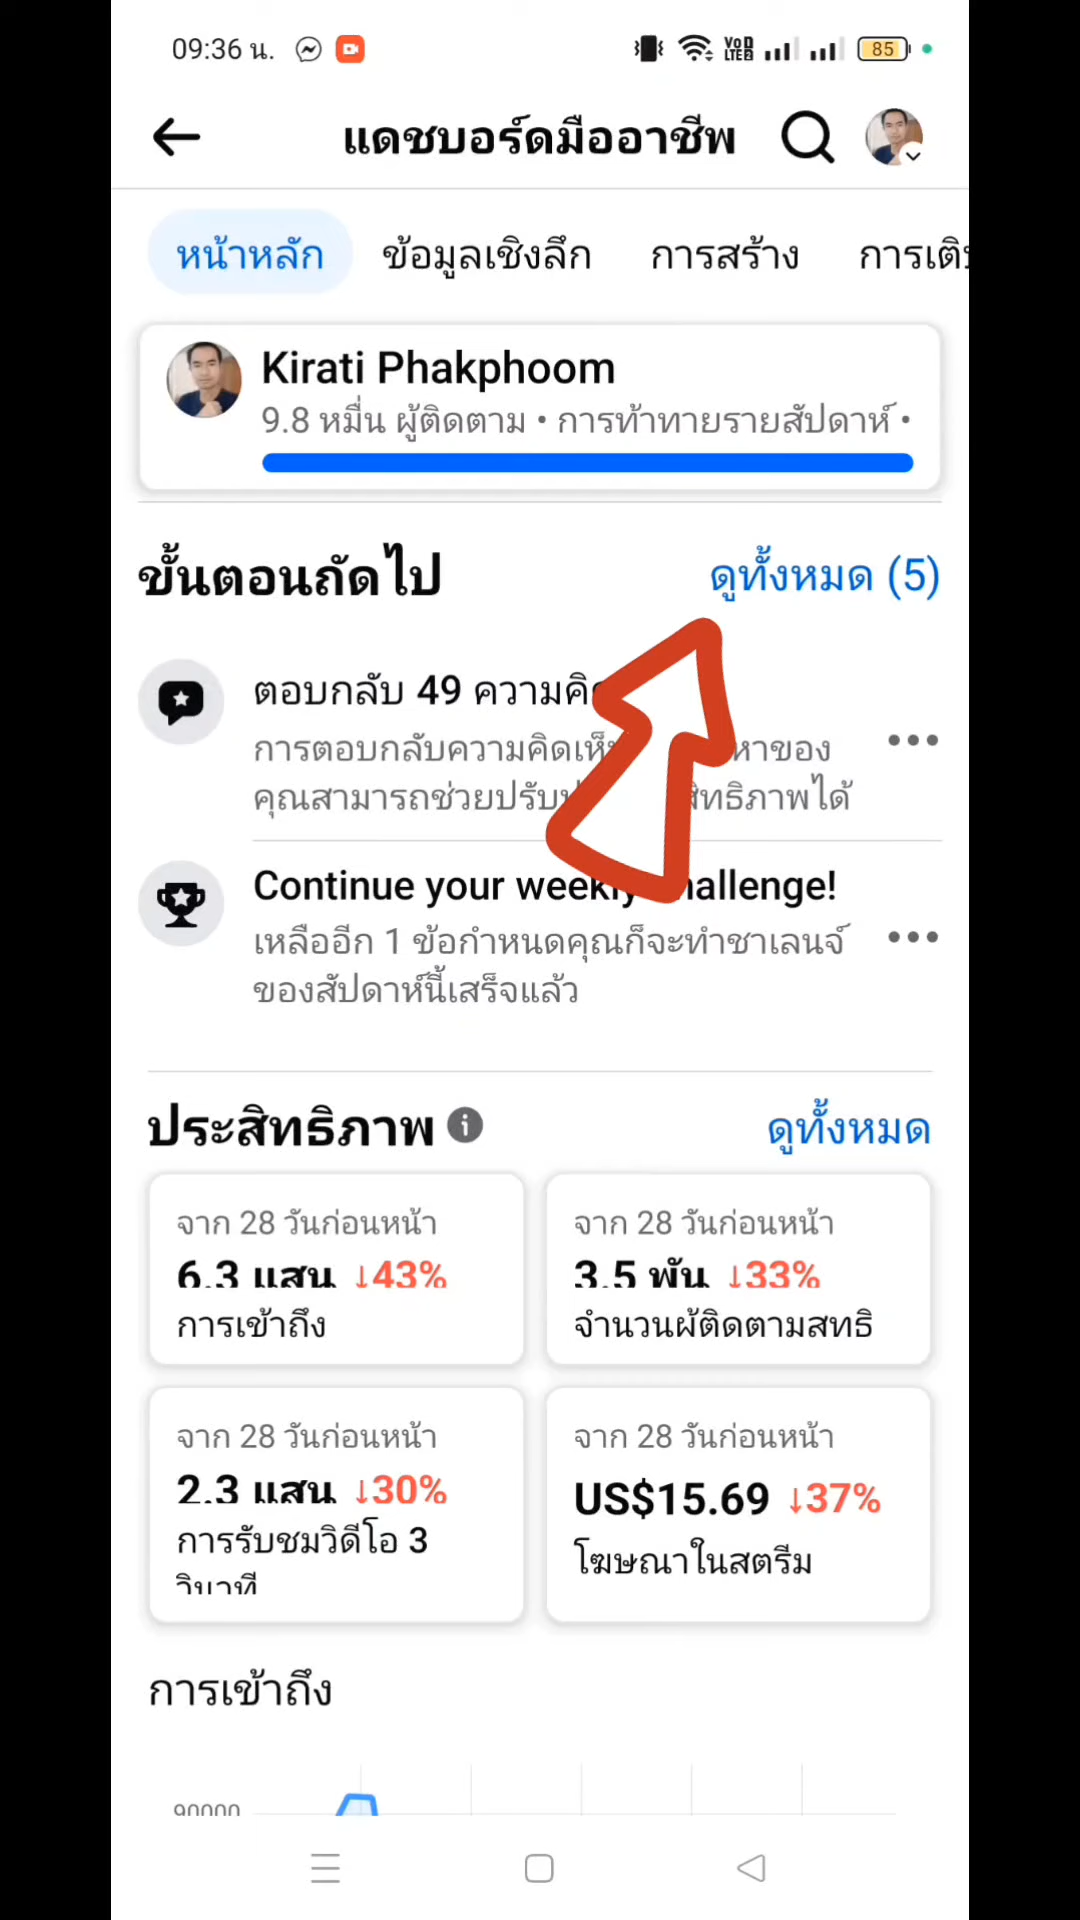 09:36 น.
VoD LTE2
85
แดชบอร์ดมืออาชีพ
หน้าหลัก ข้อมูลเชิงลึก การสร้าง
Kirati Phakphoom
9.8 หมื่น ผู้ติดตาม • การท้าทายรายสัปดาห์ •
ขั้นตอนถัดไป ดูทั้งหมด (5)
ตอบกลับ 49
การตอบกลับความคิดเห็
หาของ
คุณสามารถช่วยปรับ
สิทธิภาพได้
Continue your weekly
เหลืออีก 1 ข้อกำหนดคุณก็จะทำชาเลนจ์
ของสัปดาห์นี้เสร็จแล้ว
ประสิทธิภาพ ดูทั้งหมด
จาก 28 วันก่อนหน้า
6.3 แสน ↓43%
การเข้าถึง
จาก 28 วันก่อนหน้า
3.5 พัน ↓33%
จำนวนผู้ติดตามสุทธิ
จาก 28 วันก่อนหน้า
2.3 แสน ↓30%
การรับชมวิดีโอ 3
วินาที
จาก 28 วันก่อนหน้า
US$15.69 ↓37%
โฆษณาในสตรีม
การเข้าถึง
90000